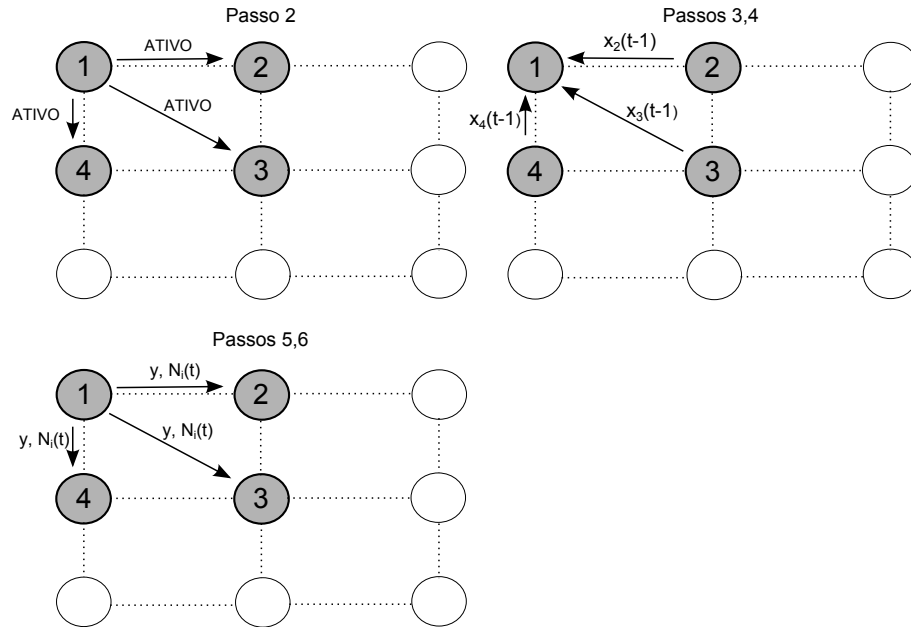 Passo 2
ATIVO
1
2
ATIVO
ATIVO
4
3
Passos 3,4
x₂(t-1)
1
2
x₄(t-1)
x₃(t-1)
4
3
Passos 5,6
y, Nᵢ(t)
1
2
y, Nᵢ(t)
y, Nᵢ(t)
4
3